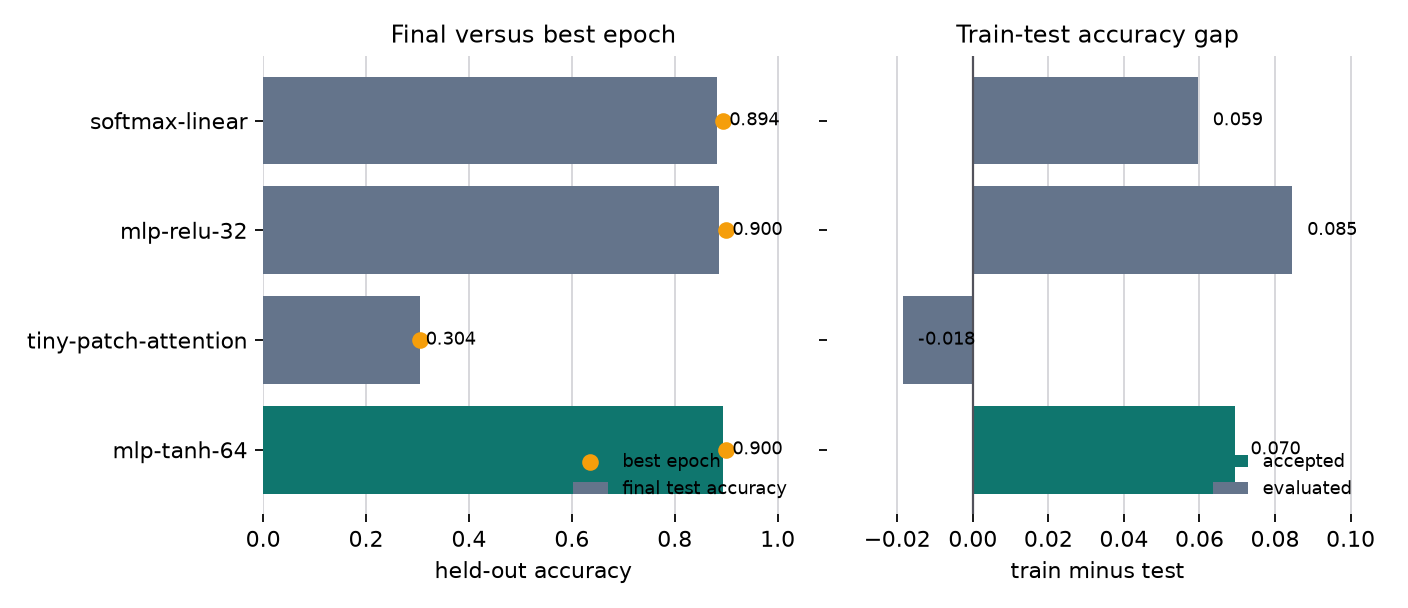 Final versus best epoch
softmax-linear
mlp-relu-32
tiny-patch-attention
mlp-tanh-64
0.894
0.900
0.304
0.900
best epoch
final test accuracy
0.0 0.2 0.4 0.6 0.8 1.0
held-out accuracy
Train-test accuracy gap
0.059
0.085
-0.018
0.070
accepted
evaluated
−0.02 0.00 0.02 0.04 0.06 0.08 0.10
train minus test